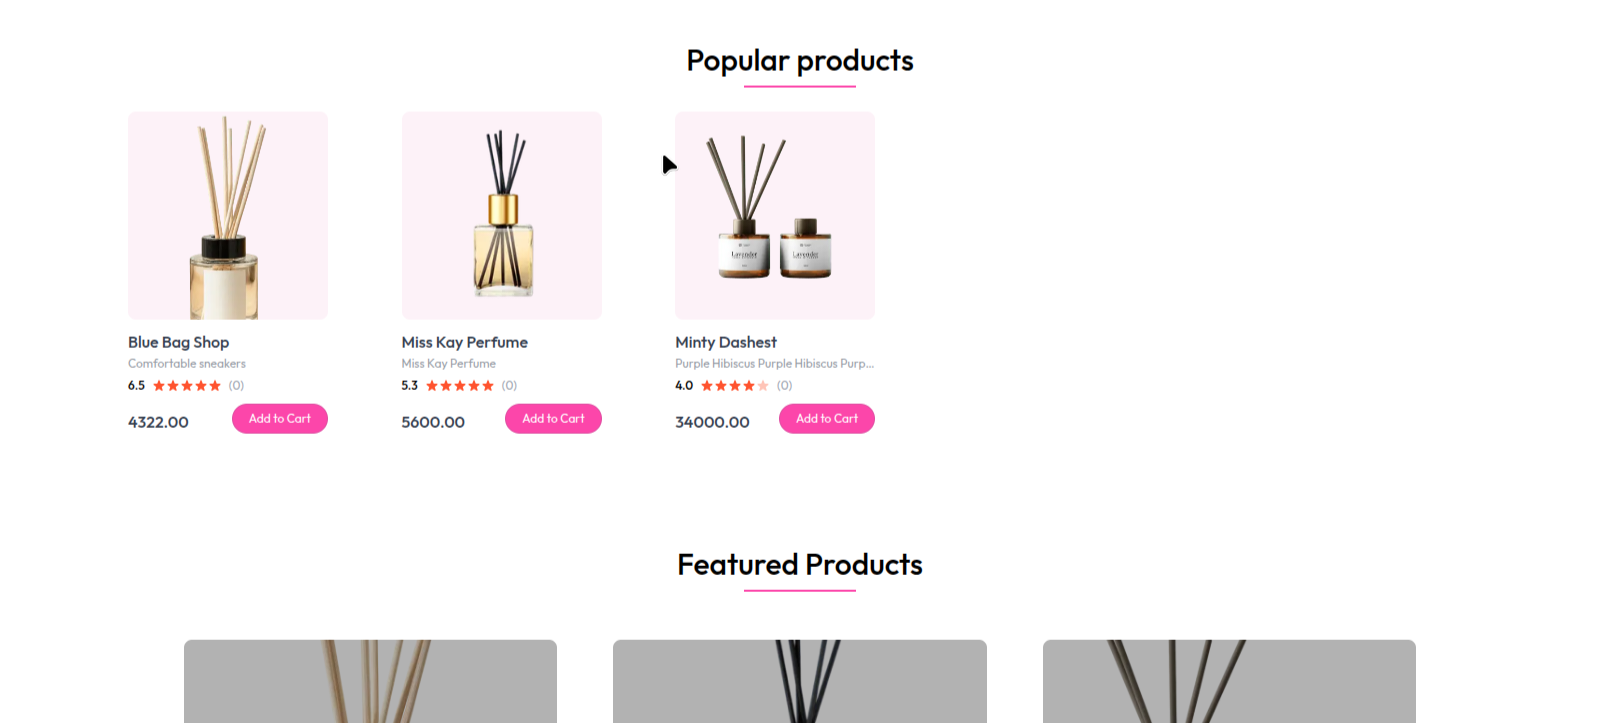 Popular products
Blue Bag Shop
Comfortable sneakers
6.5 (0)
4322.00 Add to Cart
Miss Kay Perfume
Miss Kay Perfume
5.3 (0)
5600.00 Add to Cart
Lavender Lavender
Minty Dashest
Purple Hibiscus Purple Hibiscus Purp...
4.0 (0)
34000.00 Add to Cart
Featured Products